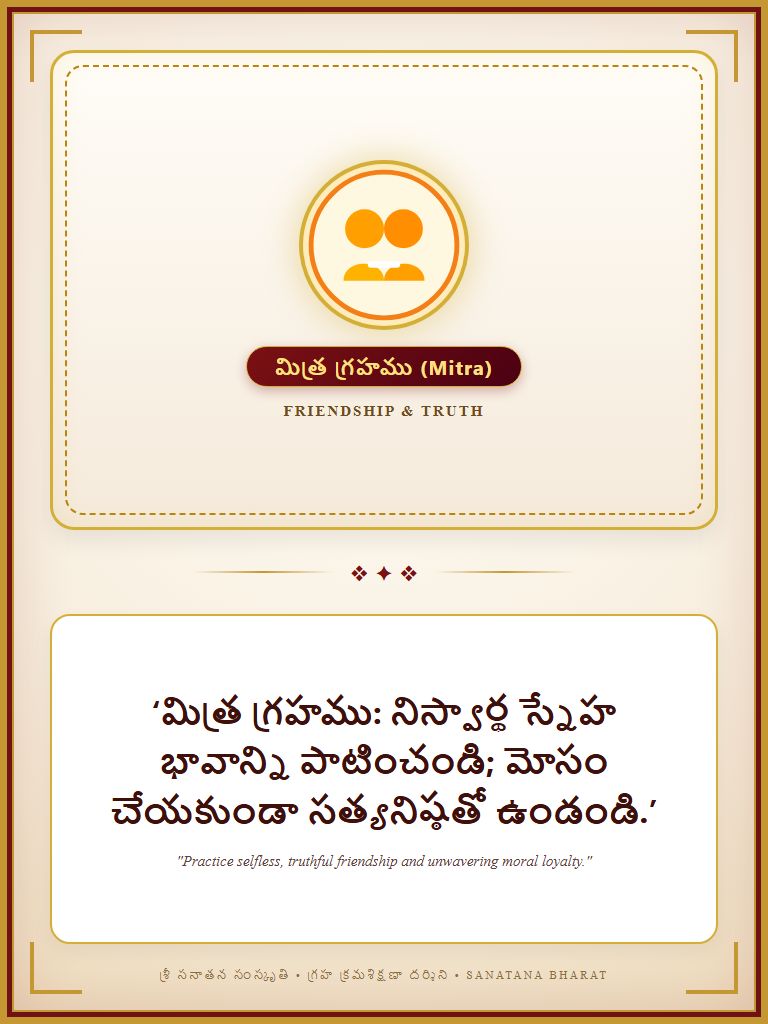 మిత్ర గ్రహము (Mitra)
FRIENDSHIP & TRUTH
‘మిత్ర గ్రహము: నిస్వార్థ స్నేహ
భావాన్ని పాటించండి; మోసం
చేయకుండా సత్యనిష్ఠతో ఉండండి.’
"Practice selfless, truthful friendship and unwavering moral loyalty."
శ్రీ సనాతన సంస్కృతి • గ్రహ క్రమశిక్షణా దర్శిని • SANATANA BHARAT